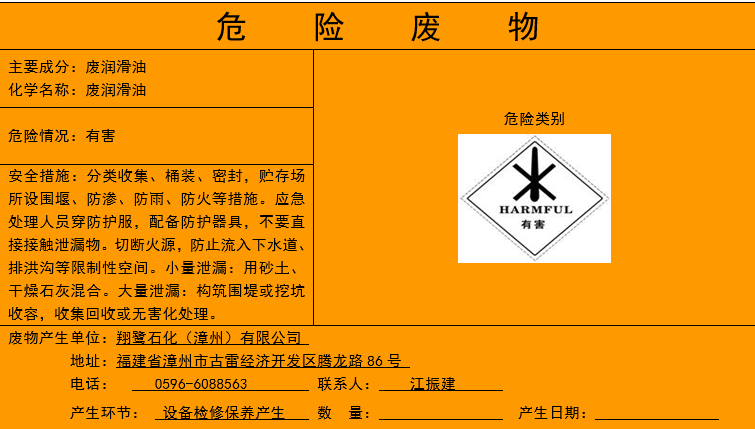 危 险 废 物
主要成分：废润滑油
化学名称：废润滑油
危险情况：有害
安全措施：分类收集、桶装、密封，贮存场
所设围堰、防渗、防雨、防火等措施。应急
处理人员穿防护服，配备防护器具，不要直
接接触泄漏物。切断火源，防止流入下水道、
排洪沟等限制性空间。小量泄漏：用砂土、
干燥石灰混合。大量泄漏：构筑围堤或挖坑
收容，收集回收或无害化处理。
危险类别
HARMFUL
有害
废物产生单位：翔鹭石化（漳州）有限公司
地址：福建省漳州市古雷经济开发区腾龙路 86 号
电话： 0596-6088563 联系人： 江振建
产生环节： 设备检修保养产生 数 量： 产生日期：